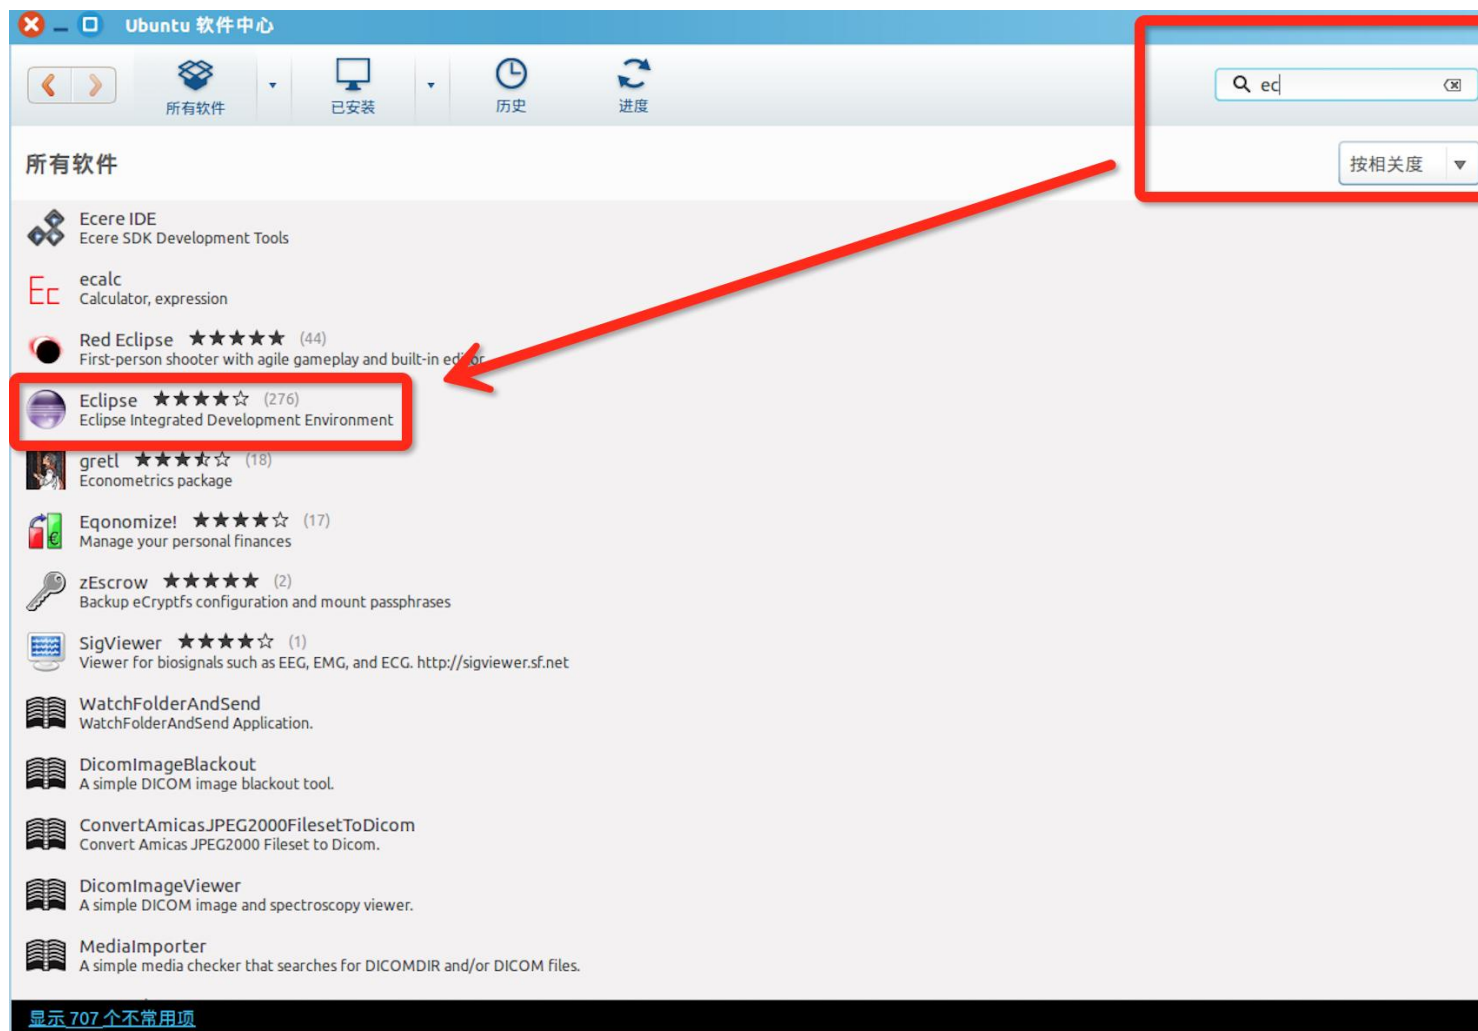 Ubuntu 软件中心
所有软件
已安装
历史
进度
ec
所有软件
按相关度
Ecere IDE
Ecere SDK Development Tools
Ec
ecalc
Calculator, expression
Red Eclipse ★★★★★ (44)
First-person shooter with agile gameplay and built-in editor
Eclipse ★★★★☆ (276)
Eclipse Integrated Development Environment
gretl (18)
Econometrics package
Eqonomize! ★★★★☆ (17)
Manage your personal finances
zEscrow ★★★★★ (2)
Backup eCryptfs configuration and mount passphrases
SigViewer ★★★★☆ (1)
Viewer for biosignals such as EEG, EMG, and ECG. http://sigviewer.sf.net
WatchFolderAndSend
WatchFolderAndSend Application.
DicomImageBlackout
A simple DICOM image blackout tool.
ConvertAmicasJPEG2000FilesetToDicom
Convert Amicas JPEG2000 Fileset to Dicom.
DicomImageViewer
A simple DICOM image and spectroscopy viewer.
MediaImporter
A simple media checker that searches for DICOMDIR and/or DICOM files.
显示 707 个不常用项